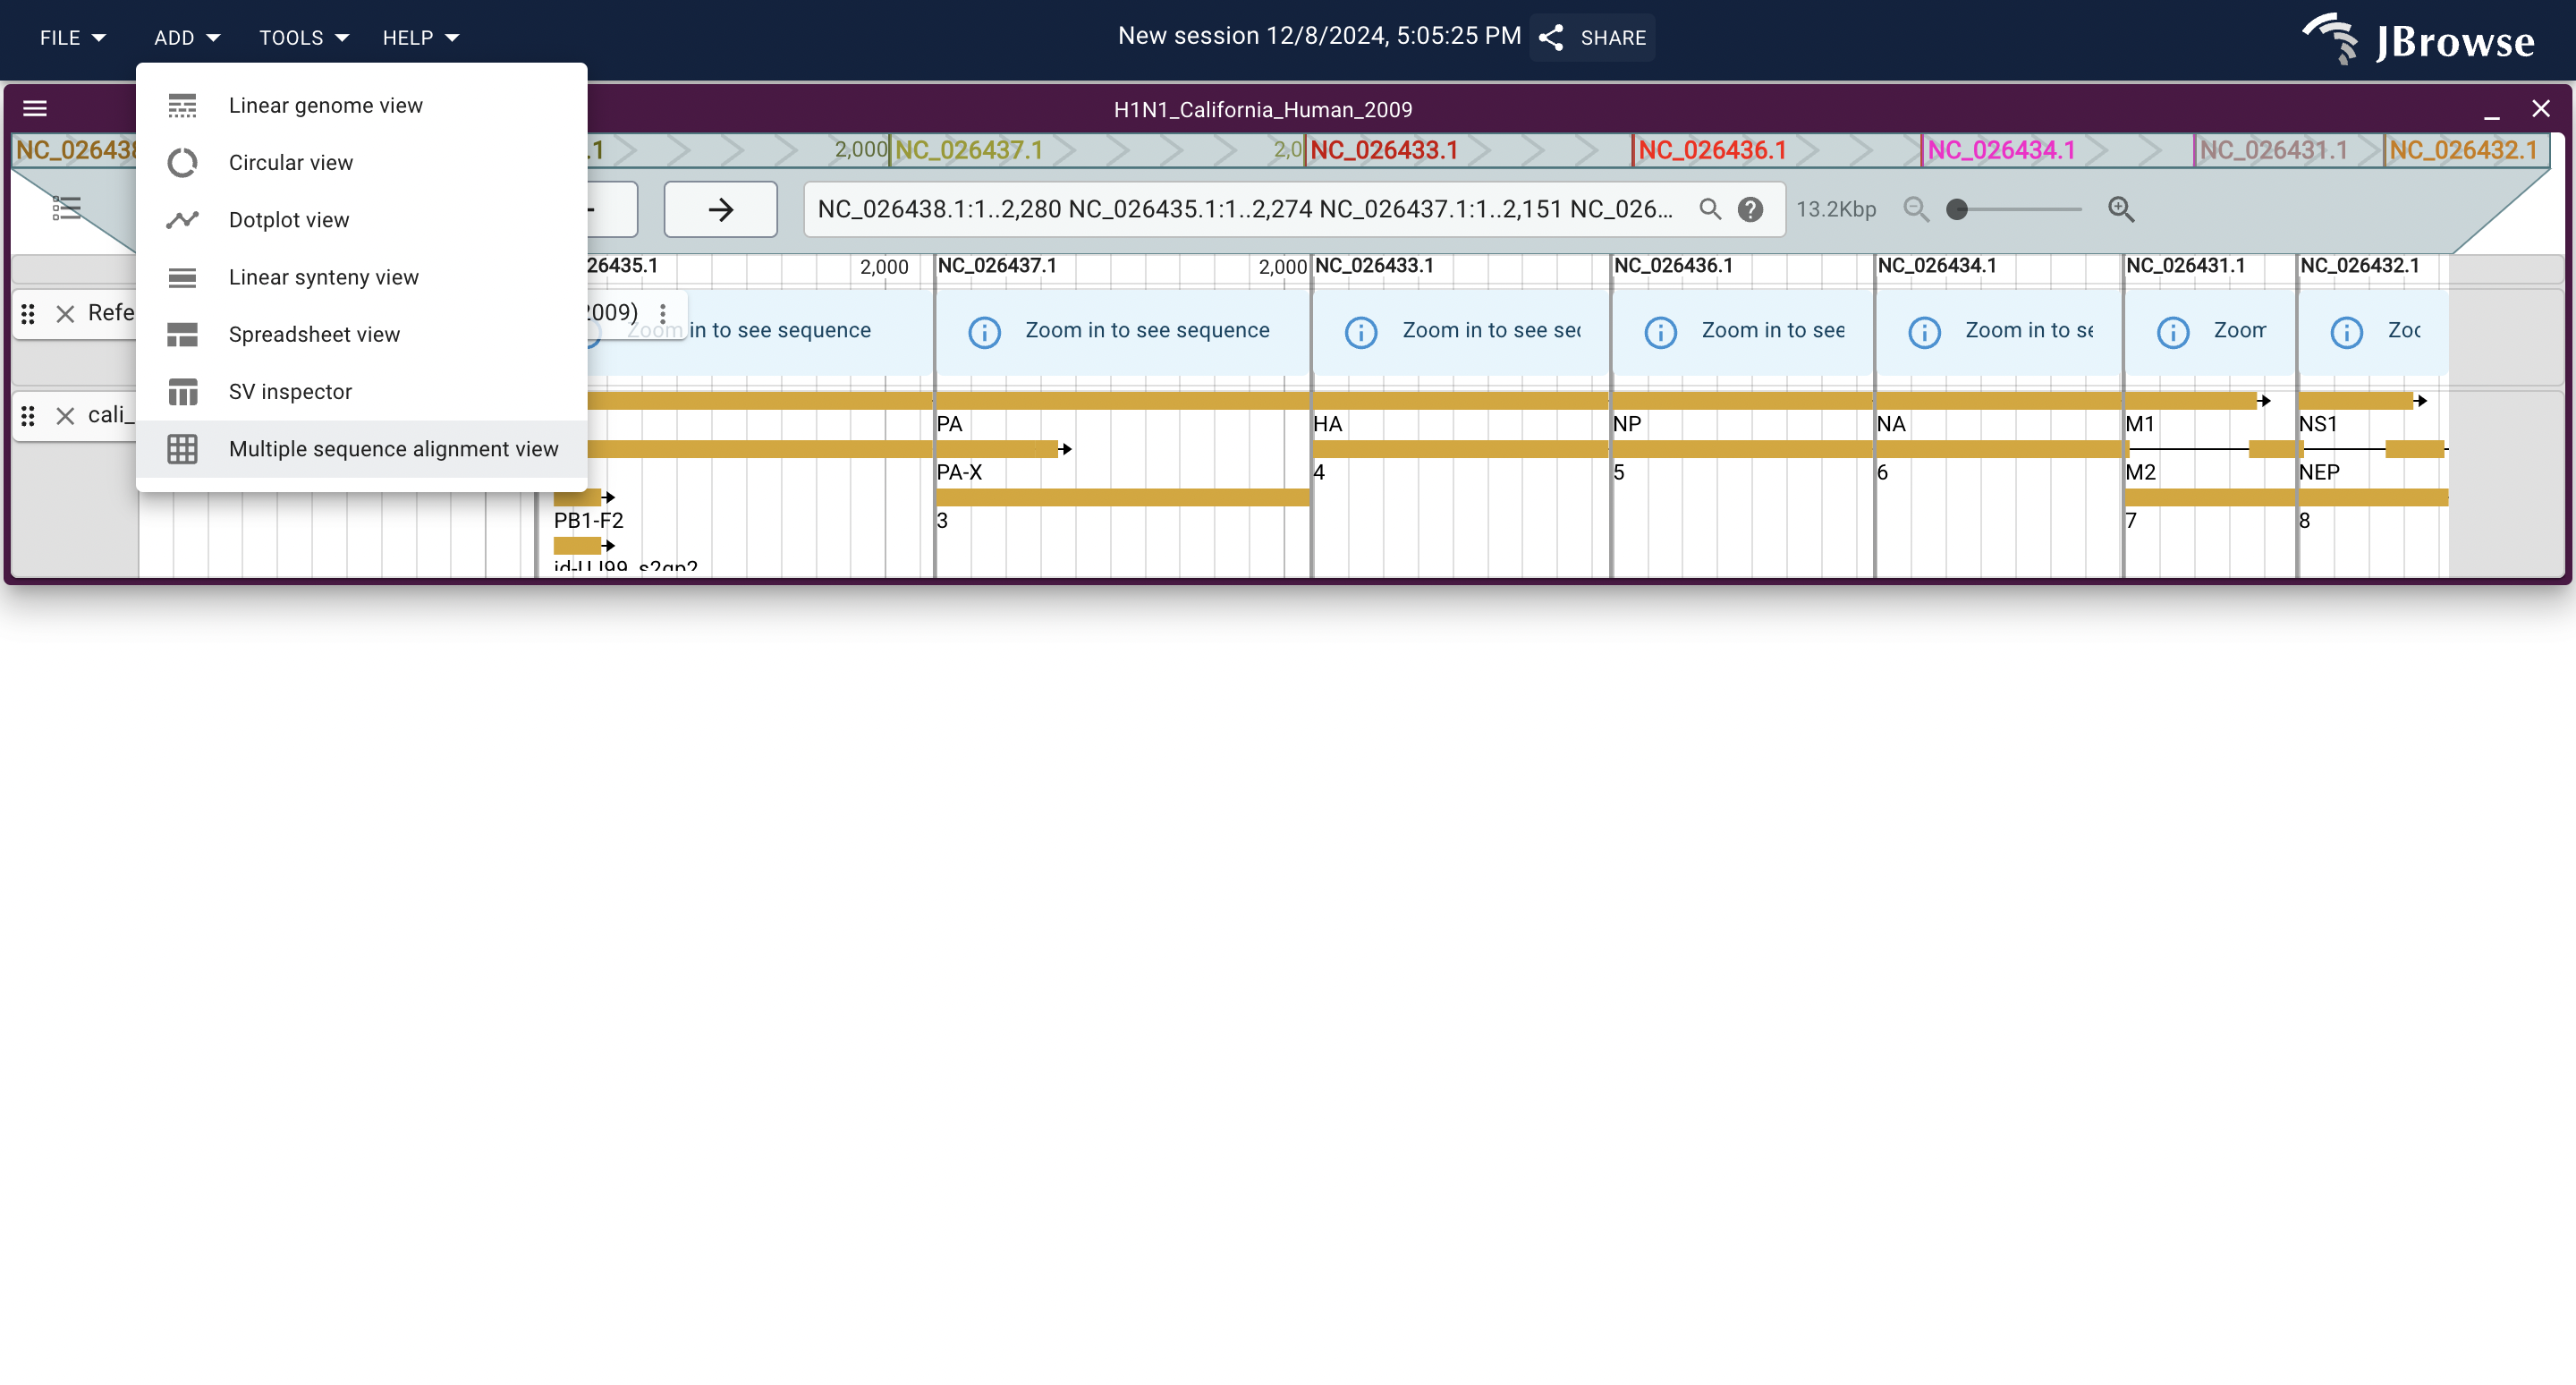 FILE ADD TOOLS HELP New session 12/8/2024, 5:05:25 PM SHARE JBrowse
Linear genome view
Circular view
Dotplot view
Linear synteny view
Spreadsheet view
SV inspector
Multiple sequence alignment view
H1N1_California_Human_2009
NC_026438 .1 2,000 NC_026437.1 2,0 NC_026433.1 NC_026436.1 NC_026434.1 NC_026431.1 NC_026432.1
NC_026438.1:1..2,280 NC_026435.1:1..2,274 NC_026437.1:1..2,151 NC_026... 13.2Kbp
26435.1 2,000 NC_026437.1 2,000 NC_026433.1 NC_026436.1 NC_026434.1 NC_026431.1 NC_026432.1
Refe 2009) Zoom in to see sequence Zoom in to see sequence Zoom in to see sec Zoom in to see Zoom in to se Zoom Zoo
cali_
PA HA NP NA M1 NS1
PA-X 4 5 6 M2 NEP
PB1-F2 3 7 8